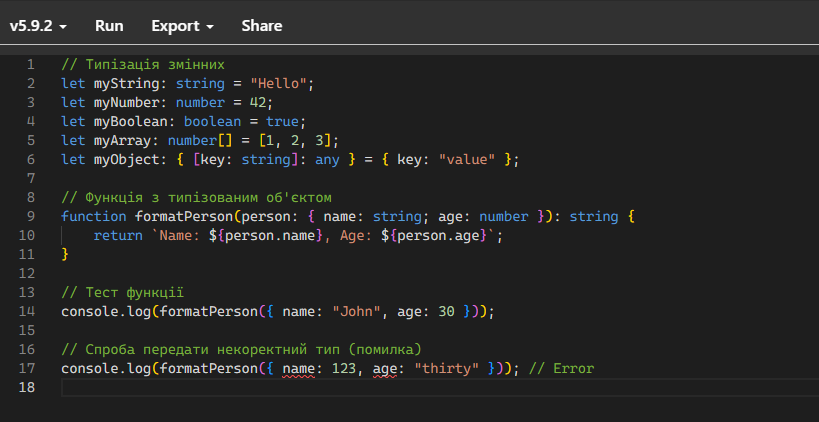 v5.9.2 Run Export Share
1 // Типізація змінних
2 let myString: string = "Hello";
3 let myNumber: number = 42;
4 let myBoolean: boolean = true;
5 let myArray: number[] = [1, 2, 3];
6 let myObject: { [key: string]: any } = { key: "value" };
7
8 // Функція з типізованим об'єктом
9 function formatPerson(person: { name: string; age: number }): string {
10     return `Name: ${person.name}, Age: ${person.age}`;
11 }
12
13 // Тест функції
14 console.log(formatPerson({ name: "John", age: 30 }));
15
16 // Спроба передати некоректний тип (помилка)
17 console.log(formatPerson({ name: 123, age: "thirty" })); // Error
18